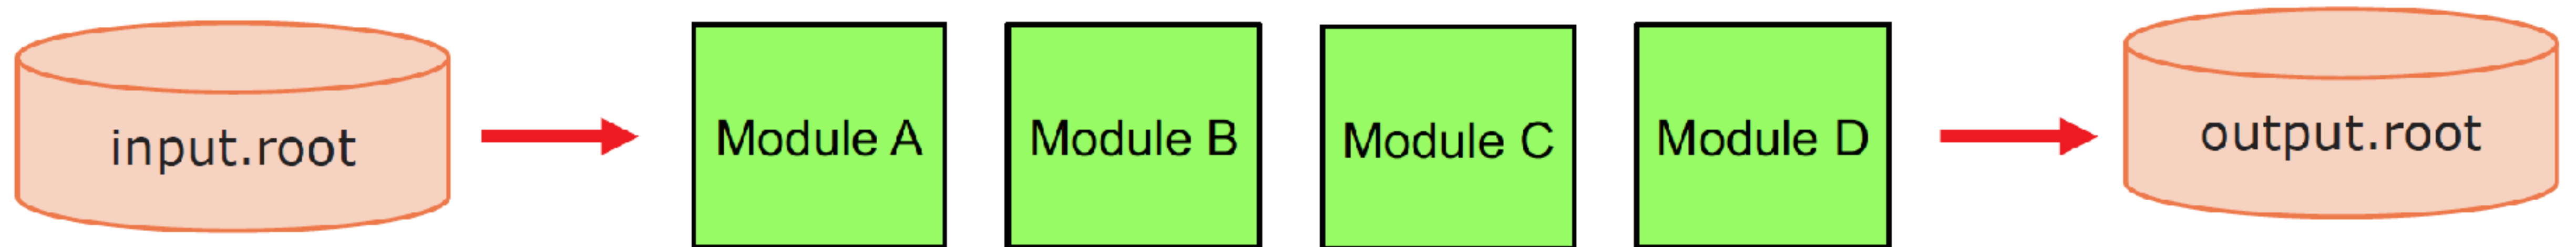 input.root
Module A
Module B
Module C
Module D
output.root